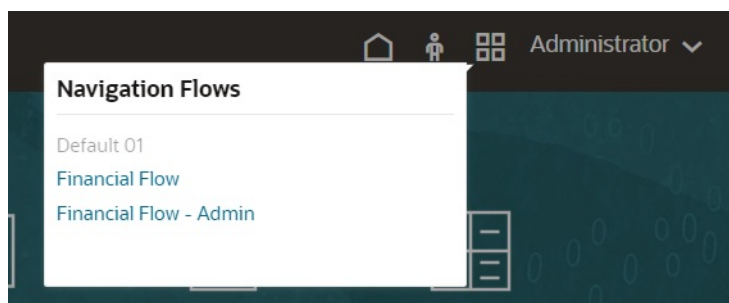 Administrator
Navigation Flows
Default 01
Financial Flow
Financial Flow - Admin